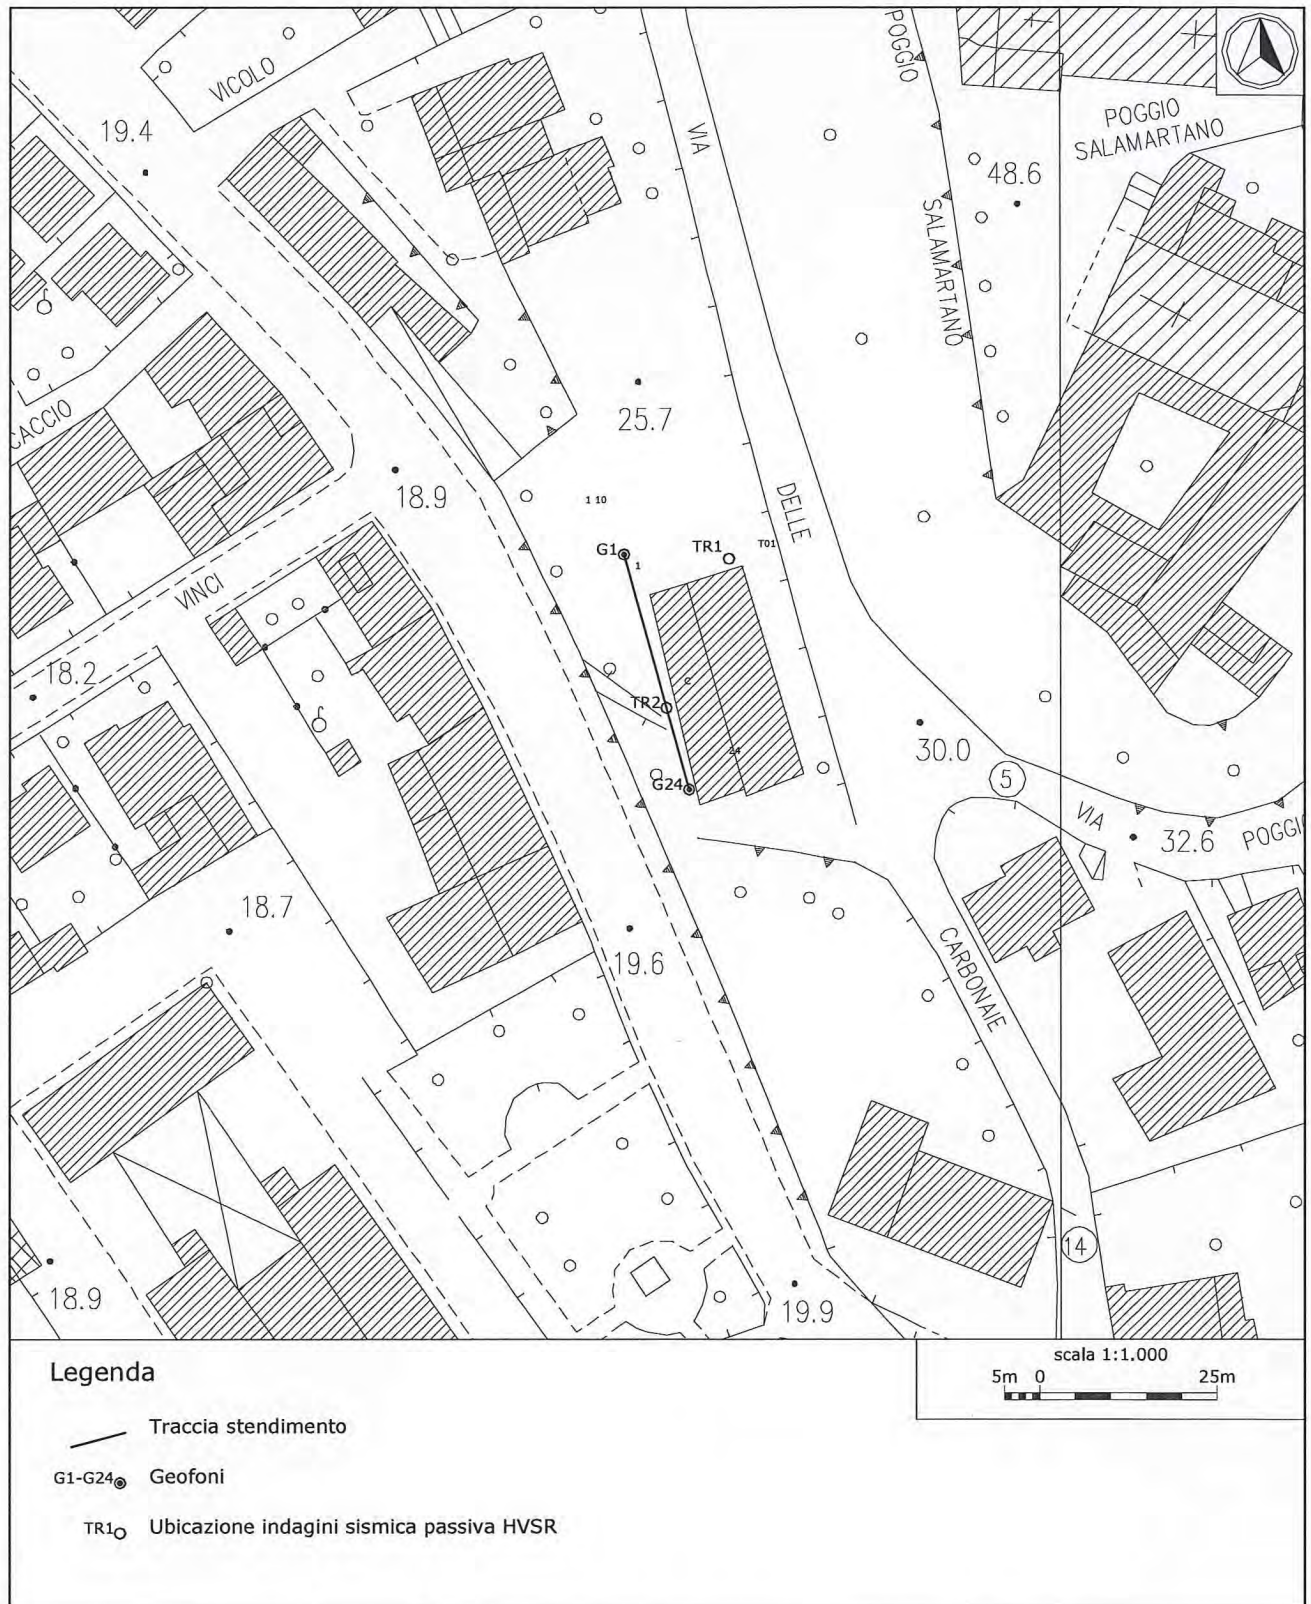 VICOLO
19.4
POGGIO
VIA
POGGIO
SALAMARTANO
48.6
SALAMARTANO
25.7
CACCIO
18.9
1 10
DELLE
G1
1
TR1
T01
VINCI
18.2
C
TR2
24
G24
30.0
5
VIA
32.6
POGGIO
18.7
19.6
CARBONAIE
14
18.9
19.9
Legenda
scala 1:1.000
5m 0 25m
Traccia stendimento
G1-G24 Geofoni
TR1 Ubicazione indagini sismica passiva HVSR